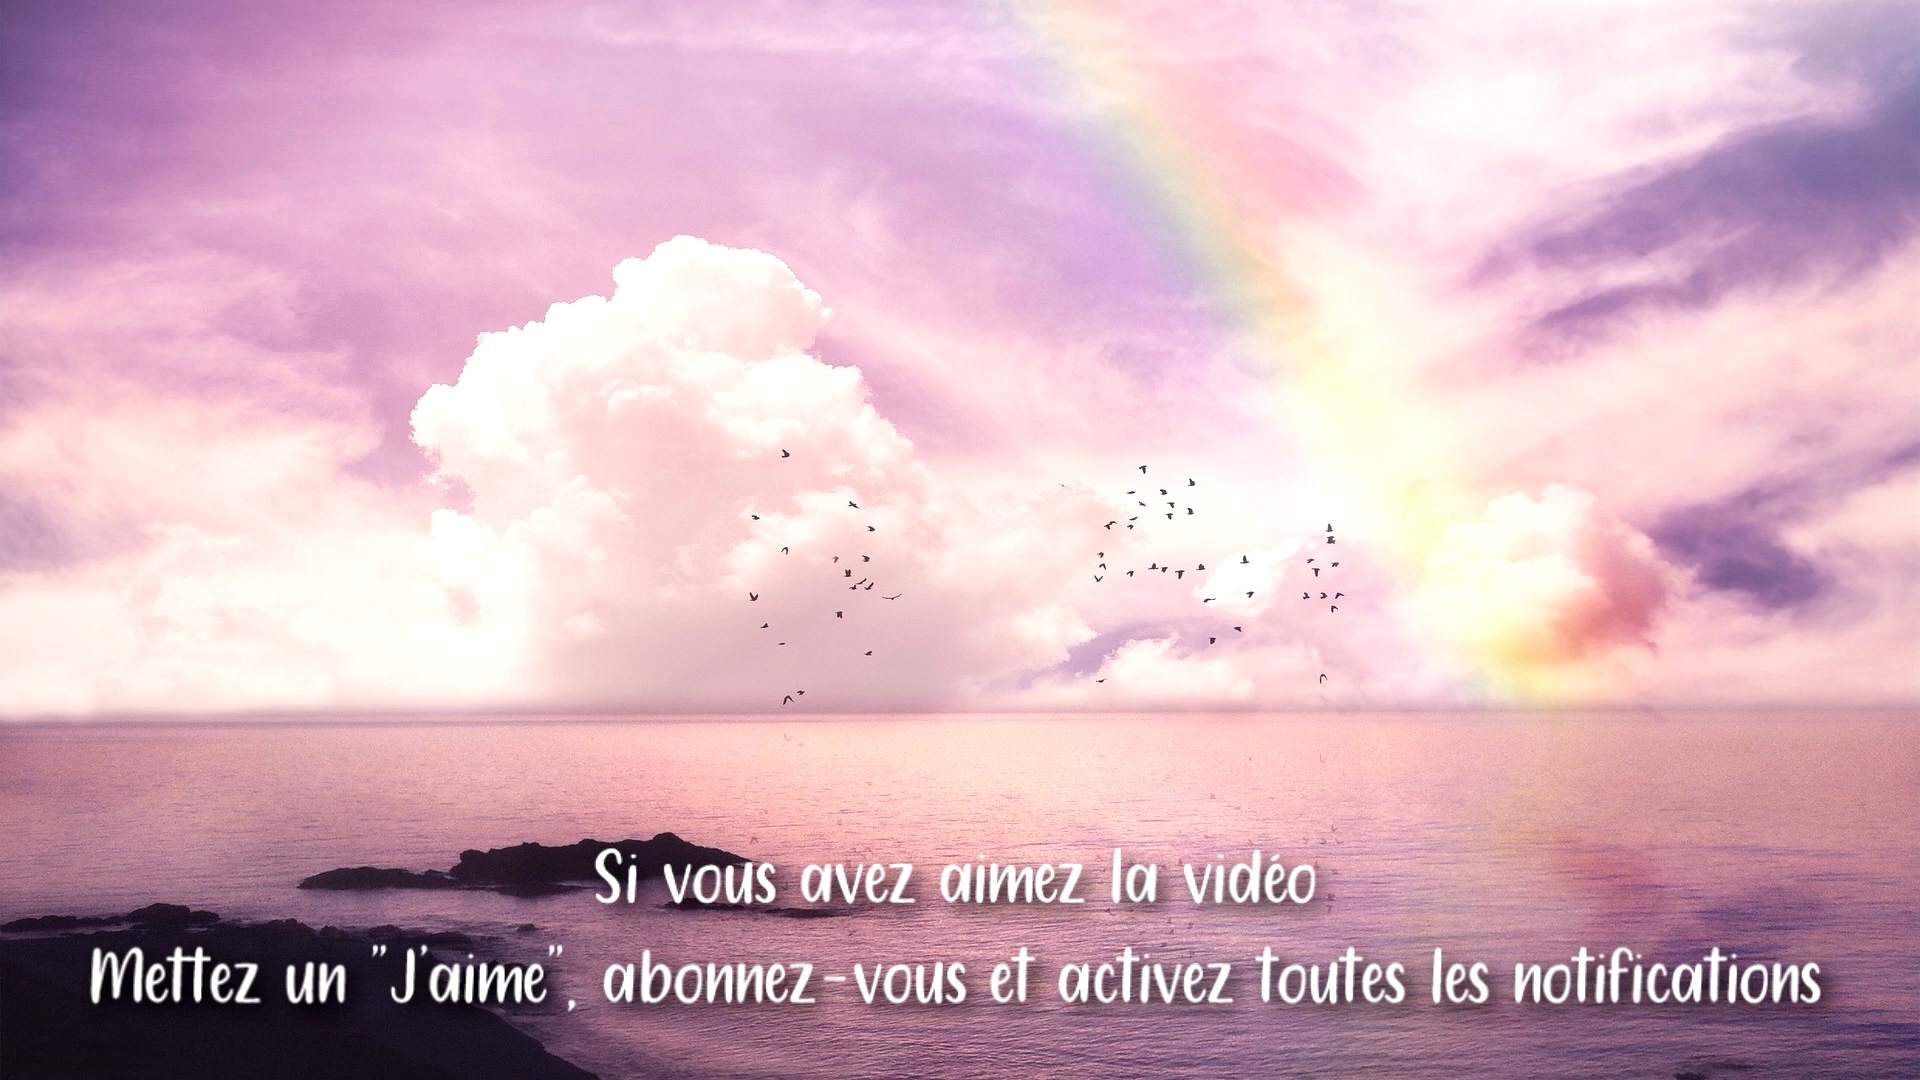 Si vous avez aimez la vidéo
Mettez un "J'aime", abonnez-vous et activez toutes les notifications